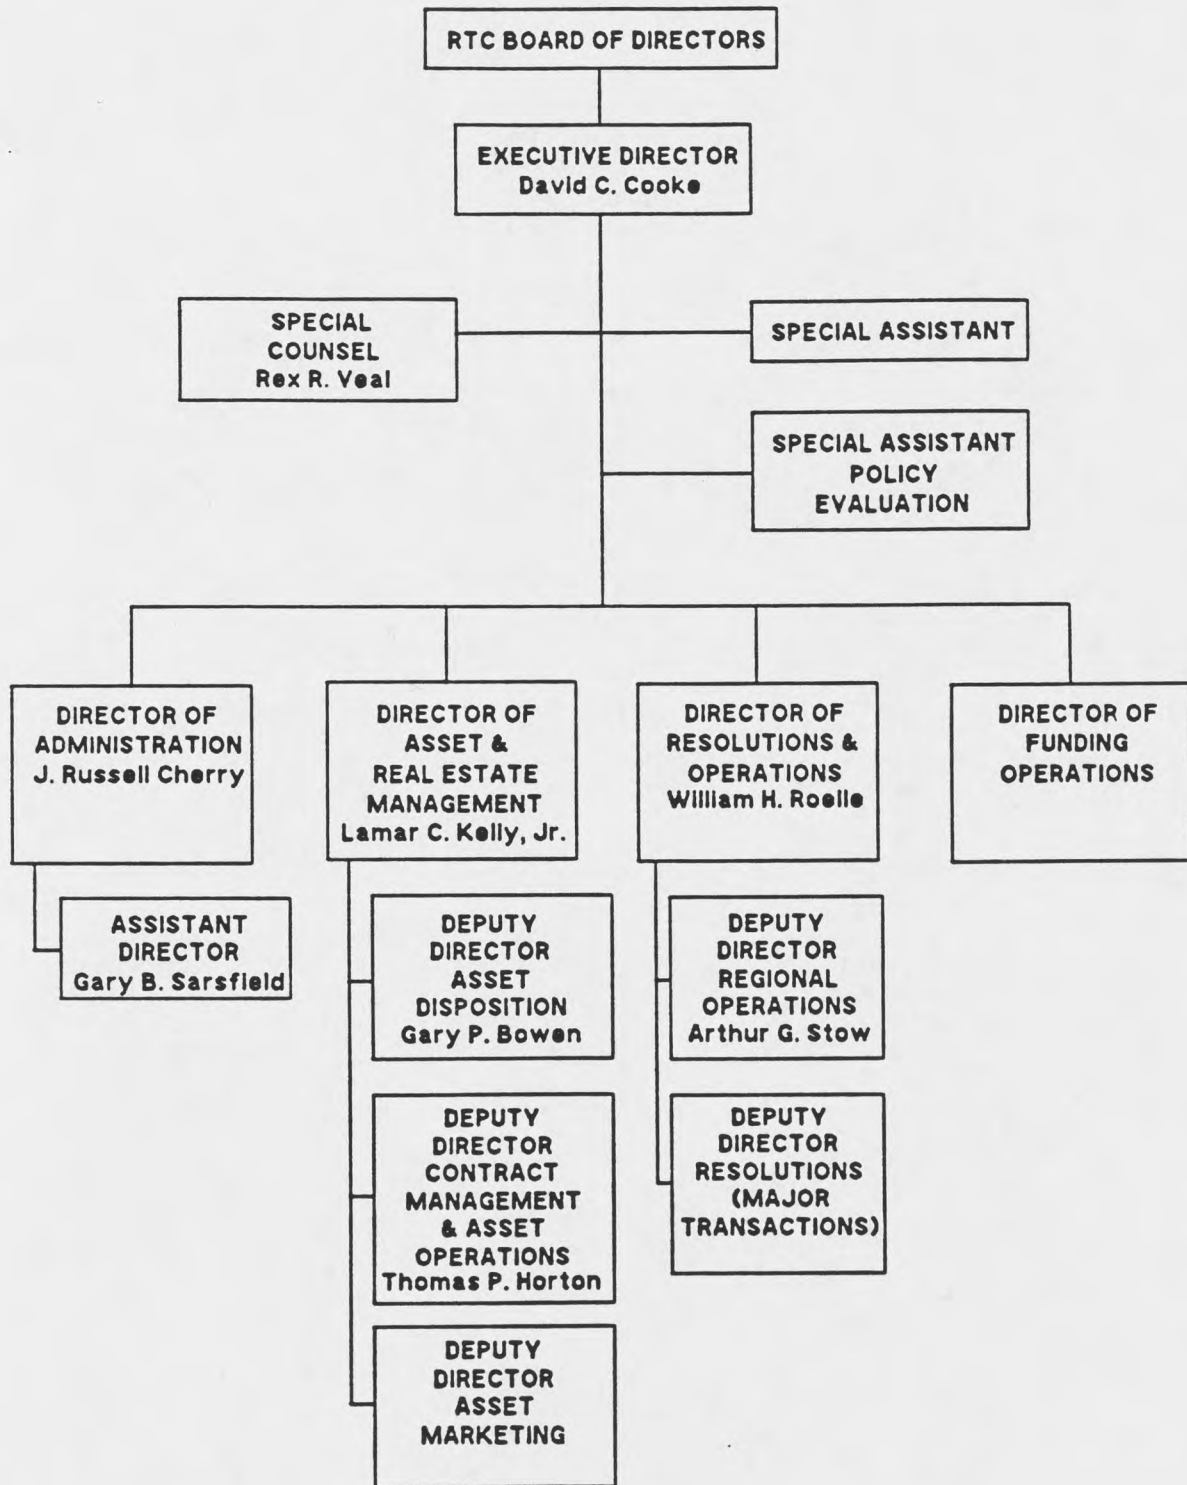 RTC BOARD OF DIRECTORS
EXECUTIVE DIRECTOR
David C. Cooke
SPECIAL
COUNSEL
Rex R. Veal
SPECIAL ASSISTANT
SPECIAL ASSISTANT
POLICY
EVALUATION
DIRECTOR OF
ADMINISTRATION
J. Russell Cherry
ASSISTANT
DIRECTOR
Gary B. Sarsfield
DIRECTOR OF
ASSET &
REAL ESTATE
MANAGEMENT
Lamar C. Kelly, Jr.
DEPUTY
DIRECTOR
ASSET
DISPOSITION
Gary P. Bowen
DEPUTY
DIRECTOR
CONTRACT
MANAGEMENT
& ASSET
OPERATIONS
Thomas P. Horton
DEPUTY
DIRECTOR
ASSET
MARKETING
DIRECTOR OF
RESOLUTIONS &
OPERATIONS
William H. Roelle
DEPUTY
DIRECTOR
REGIONAL
OPERATIONS
Arthur G. Stow
DEPUTY
DIRECTOR
RESOLUTIONS
(MAJOR
TRANSACTIONS)
DIRECTOR OF
FUNDING
OPERATIONS